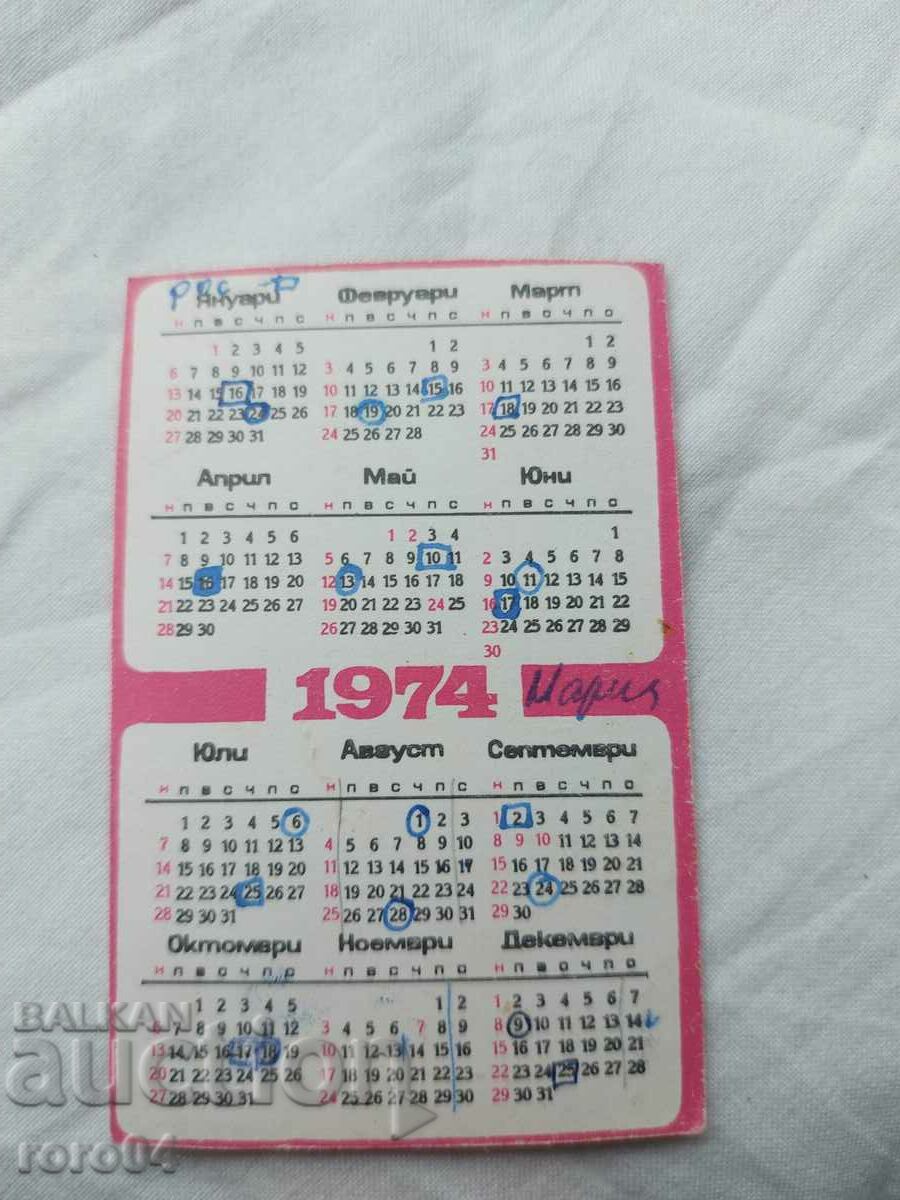 Януари Февруари Март
н п в с ч п с н п в с ч п с н п в с ч п с
1 2 3 4 5 1 2 1 2
6 7 8 9 10 11 12 3 4 5 6 7 8 9 3 4 5 6 7 8 9
13 14 15 16 17 18 19 10 11 12 13 14 15 16 10 11 12 13 14 15 16
20 21 22 23 24 25 26 17 18 19 20 21 22 23 17 18 19 20 21 22 23
27 28 29 30 31 24 25 26 27 28 24 25 26 27 28 29 30
31
Април Май Юни
н п в с ч п с н п в с ч п с н п в с ч п с
1 2 3 4 5 6 1 2 3 4 1
7 8 9 10 11 12 13 5 6 7 8 9 10 11 2 3 4 5 6 7 8
14 15 16 17 18 19 20 12 13 14 15 16 17 18 9 10 11 12 13 14 15
21 22 23 24 25 26 27 19 20 21 22 23 24 25 16 17 18 19 20 21 22
28 29 30 26 27 28 29 30 31 23 24 25 26 27 28 29
30
1974 Мария
Юли Август Септември
н п в с ч п с н п в с ч п с н п в с ч п с
1 2 3 4 5 6 1 2 3 1 2 3 4 5 6 7
7 8 9 10 11 12 13 4 5 6 7 8 9 10 8 9 10 11 12 13 14
14 15 16 17 18 19 20 11 12 13 14 15 16 17 15 16 17 18 19 20 21
21 22 23 24 25 26 27 18 19 20 21 22 23 24 22 23 24 25 26 27 28
28 29 30 31 25 26 27 28 29 30 31 29 30
Октомври Ноември Декември
н п в с ч п с н п в с ч п с н п в с ч п с
1 2 3 4 5 1 2 1 2 3 4 5 6 7
6 7 8 9 10 11 12 3 4 5 6 7 8 9 8 9 10 11 12 13 14
13 14 15 16 17 18 19 10 11 12 13 14 15 16 15 16 17 18 19 20 21
20 21 22 23 24 25 26 17 18 19 20 21 22 23 22 23 24 25 26 27 28
27 28 29 30 31 24 25 26 27 28 29 30 29 30 31
BALKAN
auction
roro04